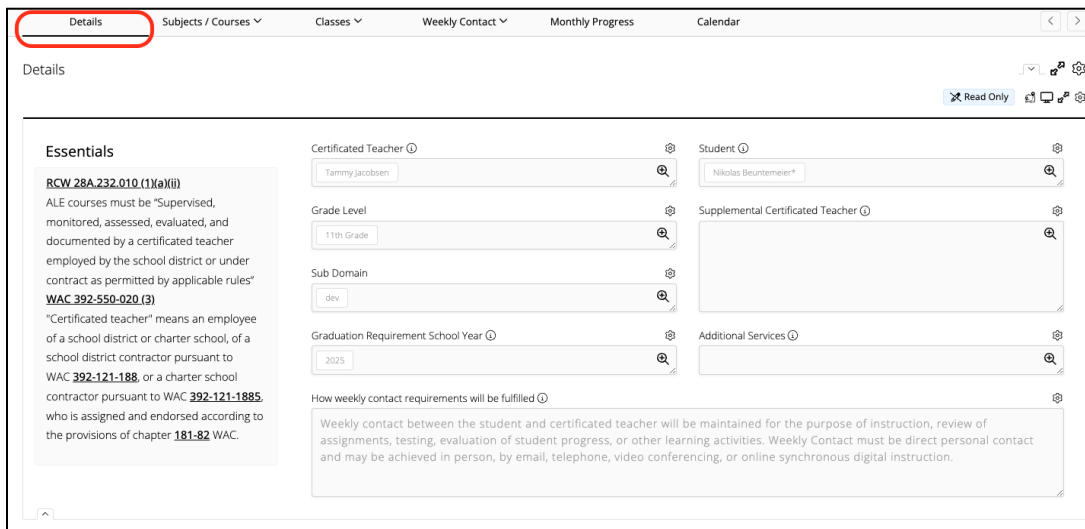 Details Subjects / Courses Classes Weekly Contact Monthly Progress Calendar
Details
Read Only
Essentials
RCW 28A.232.010 (1)(a)(ii)
ALE courses must be “Supervised,
monitored, assessed, evaluated, and
documented by a certificated teacher
employed by the school district or under
contract as permitted by applicable rules”
WAC 392-550-020 (3)
"Certificated teacher" means an employee
of a school district or charter school, of a
school district contractor pursuant to
WAC 392-121-188, or a charter school
contractor pursuant to WAC 392-121-1885,
who is assigned and endorsed according to
the provisions of chapter 181-82 WAC.
Certificated Teacher
Tammy Jacobsen
Student
Nikolas Beuntemeier*
Grade Level
11th Grade
Supplemental Certificated Teacher
Sub Domain
dev
Graduation Requirement School Year
2025
Additional Services
How weekly contact requirements will be fulfilled
Weekly contact between the student and certificated teacher will be maintained for the purpose of instruction, review of
assignments, testing, evaluation of student progress, or other learning activities. Weekly Contact must be direct personal contact
and may be achieved in person, by email, telephone, video conferencing, or online synchronous digital instruction.